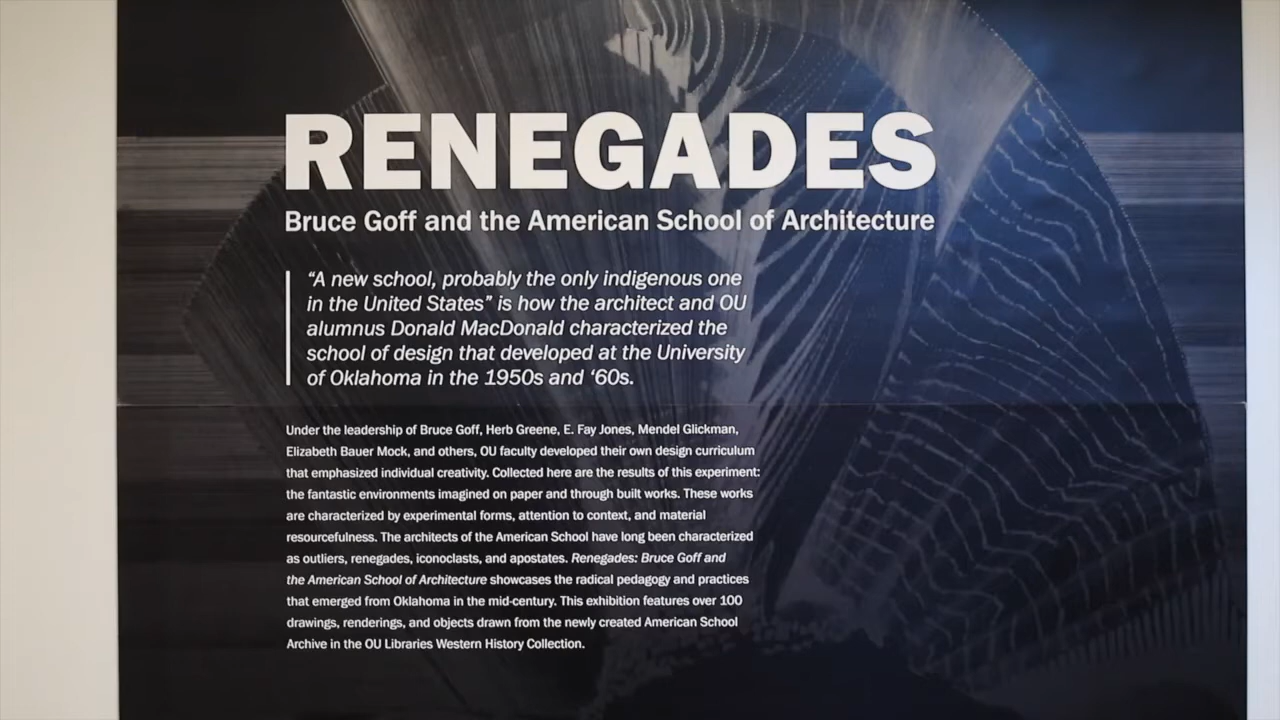 RENEGADES
Bruce Goff and the American School of Architecture
“A new school, probably the only indigenous one
in the United States” is how the architect and OU
alumnus Donald MacDonald characterized the
school of design that developed at the University
of Oklahoma in the 1950s and ‘60s.
Under the leadership of Bruce Goff, Herb Greene, E. Fay Jones, Mendel Glickman,
Elizabeth Bauer Mock, and others, OU faculty developed their own design curriculum
that emphasized individual creativity. Collected here are the results of this experiment:
the fantastic environments imagined on paper and through built works. These works
are characterized by experimental forms, attention to context, and material
resourcefulness. The architects of the American School have long been characterized
as outliers, renegades, iconoclasts, and apostates. Renegades: Bruce Goff and
the American School of Architecture showcases the radical pedagogy and practices
that emerged from Oklahoma in the mid-century. This exhibition features over 100
drawings, renderings, and objects drawn from the newly created American School
Archive in the OU Libraries Western History Collection.